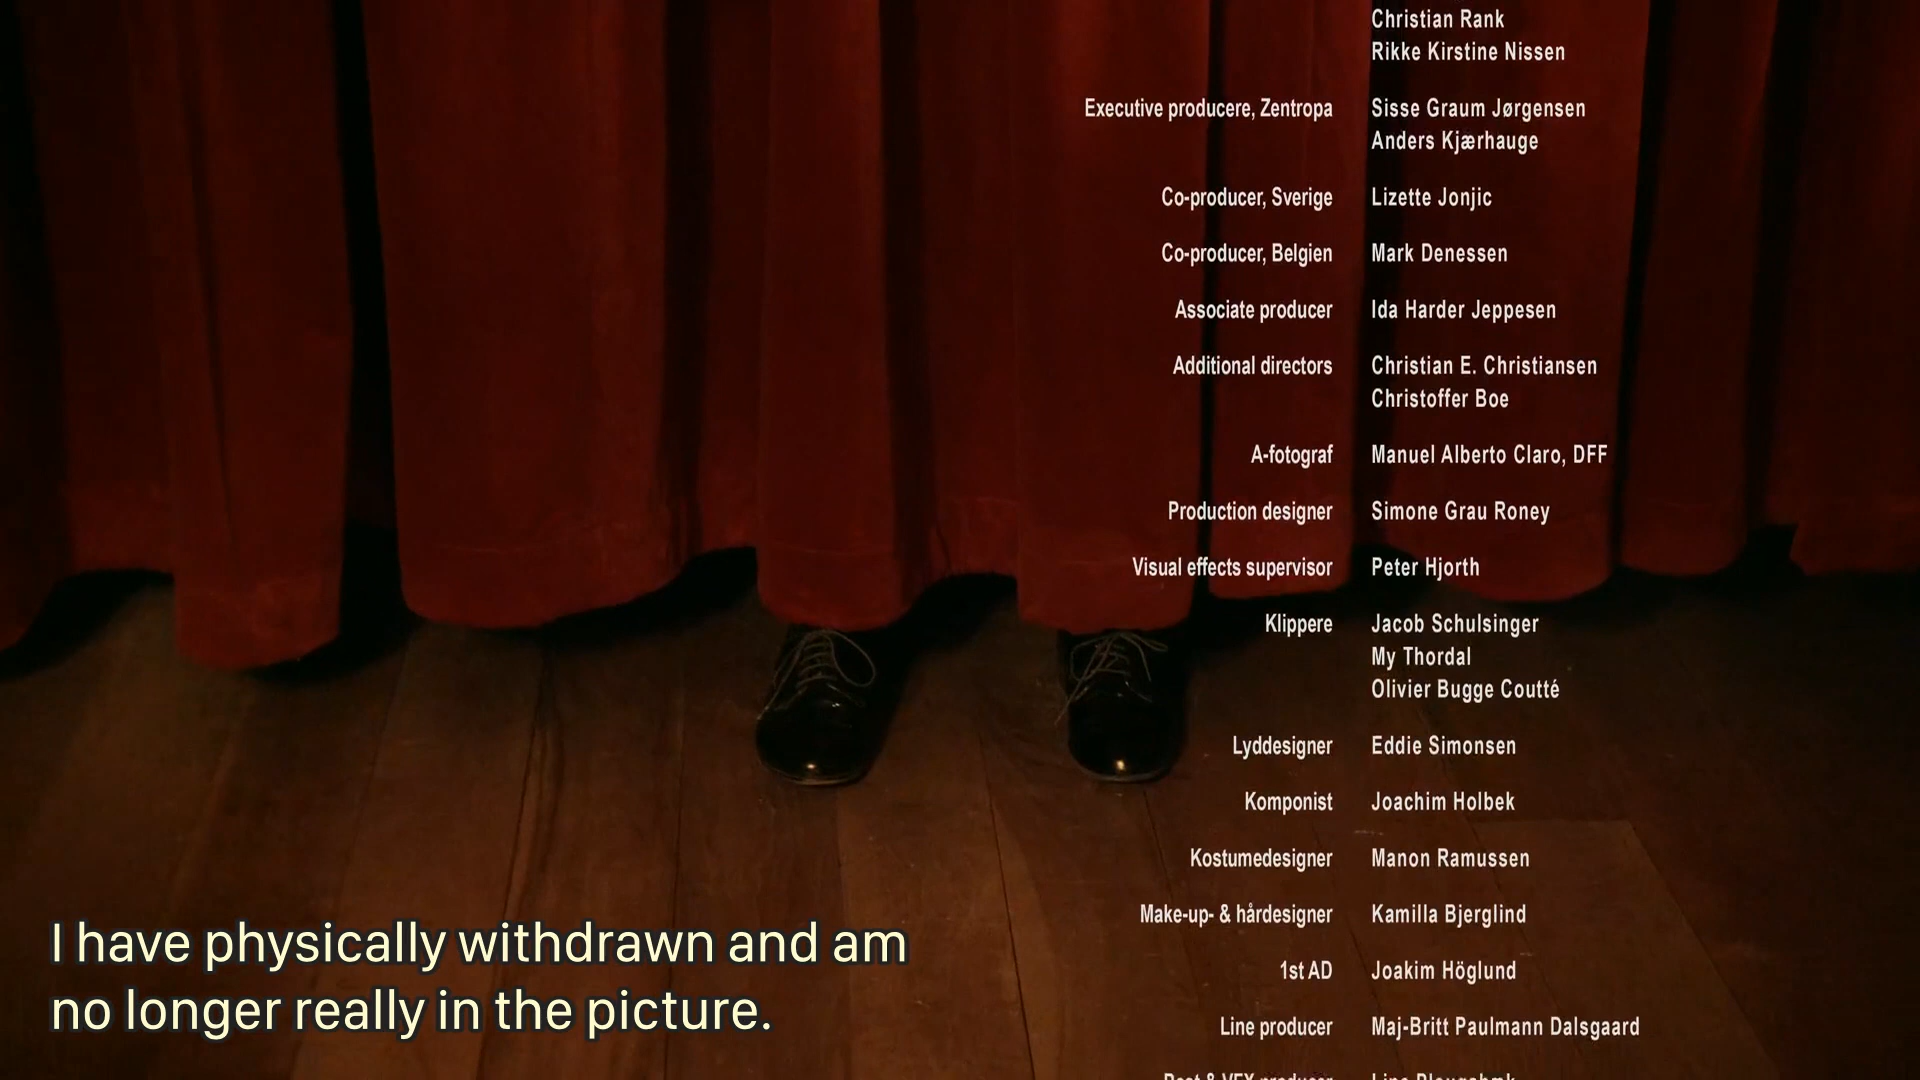 Christian Rank
Rikke Kirstine Nissen
Executive producere, Zentropa Sisse Graum Jørgensen
Anders Kjærhauge
Co-producer, Sverige Lizette Jonjic
Co-producer, Belgien Mark Denessen
Associate producer Ida Harder Jeppesen
Additional directors Christian E. Christiansen
Christoffer Boe
A-fotograf Manuel Alberto Claro, DFF
Production designer Simone Grau Roney
Visual effects supervisor Peter Hjorth
Klippere Jacob Schulsinger
My Thordal
Olivier Bugge Coutté
Lyddesigner Eddie Simonsen
Komponist Joachim Holbek
Kostumedesigner Manon Ramussen
Make-up- & hårdesigner Kamilla Bjerglind
1st AD Joakim Höglund
Line producer Maj-Britt Paulmann Dalsgaard
I have physically withdrawn and am
no longer really in the picture.